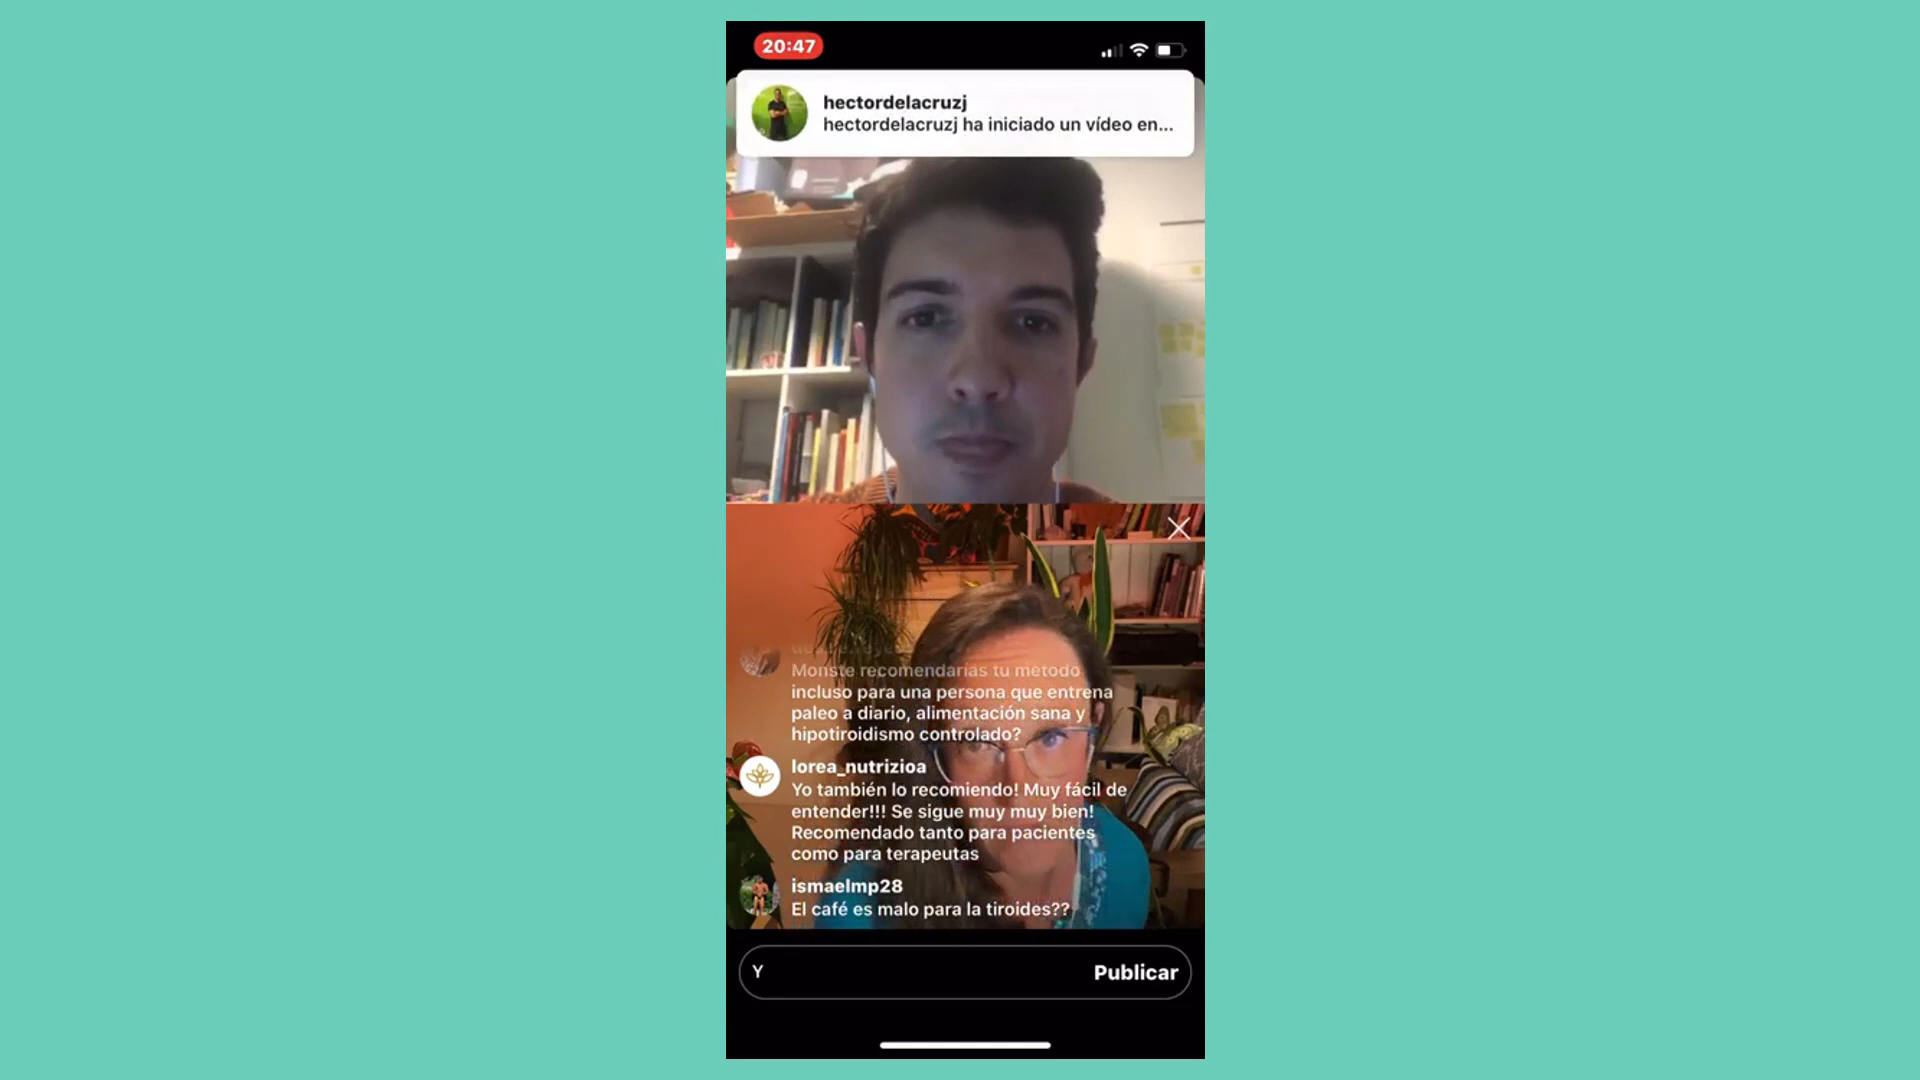 20:47
hectordelacruzj
hectordelacruzj ha iniciado un vídeo en...
Monste recomendarías tu metodo
incluso para una persona que entrena
paleo a diario, alimentación sana y
hipotiroidismo controlado?
lorea_nutrizioa
Yo también lo recomiendo! Muy fácil de
entender!!! Se sigue muy muy bien!
Recomendado tanto para pacientes
como para terapeutas
ismaelmp28
El café es malo para la tiroides??
Y
Publicar